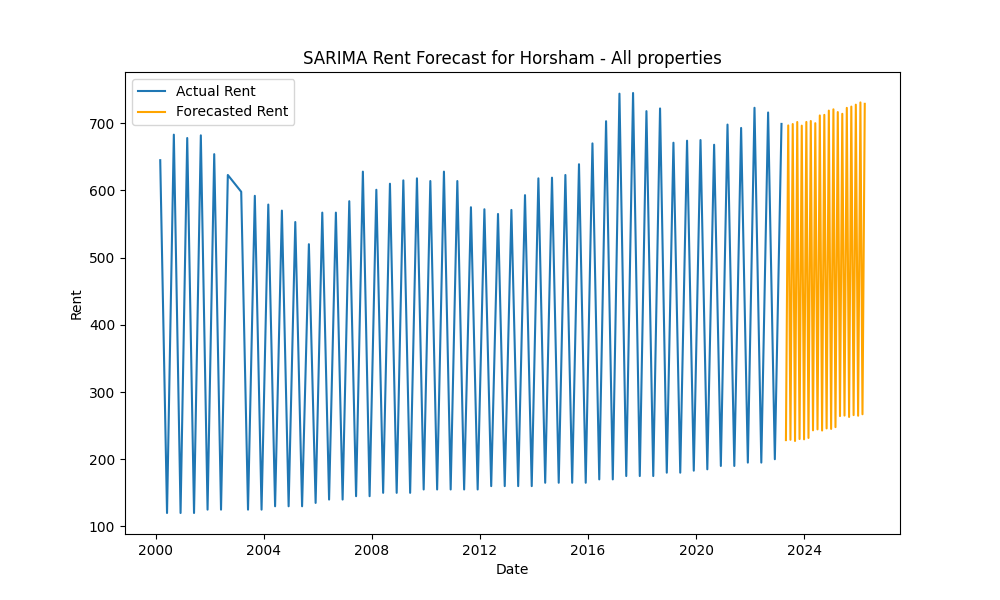 SARIMA Rent Forecast for Horsham - All properties
Actual Rent
Forecasted Rent
700
600
500
400
300
200
100
Rent
2000 2004 2008 2012 2016 2020 2024
Date